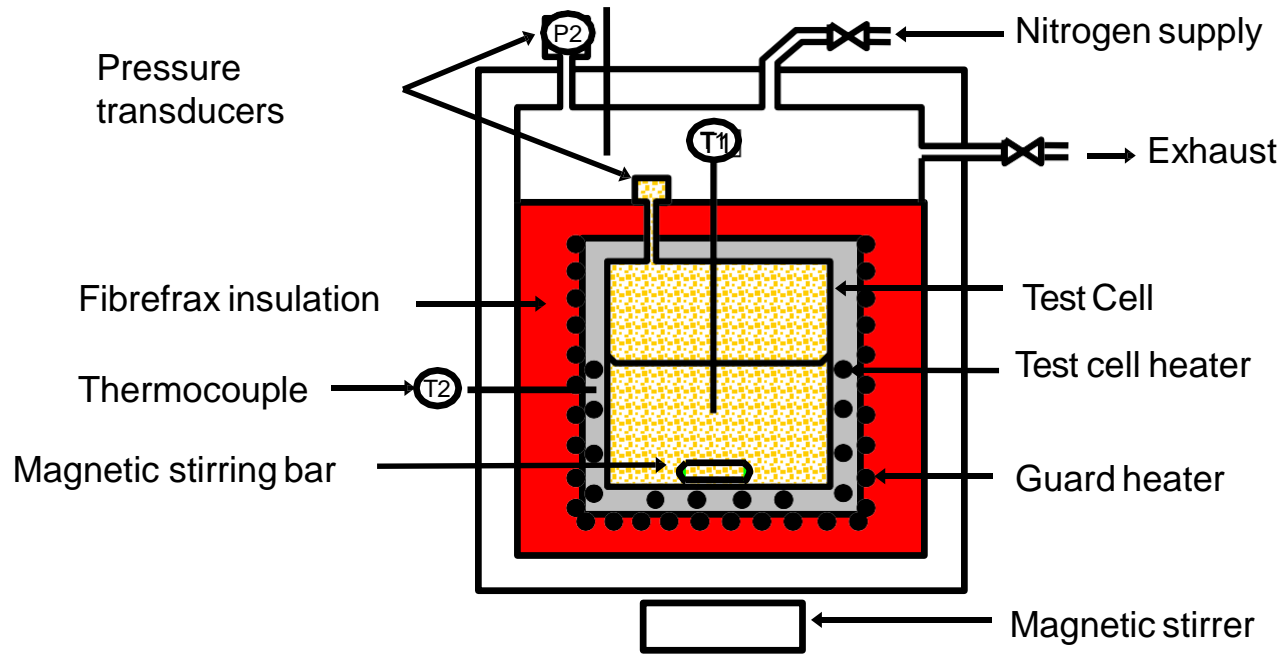 P2
Nitrogen supply
Pressure
transducers
T1
Exhaust
Fibrefrax insulation
Test Cell
Test cell heater
Thermocouple
T2
Magnetic stirring bar
Guard heater
Magnetic stirrer